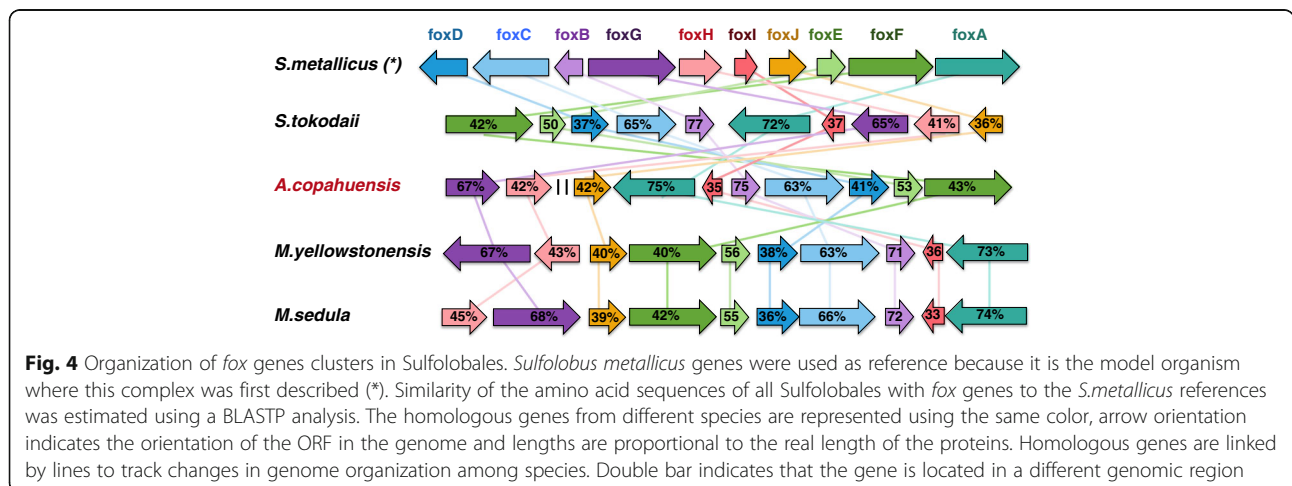 foxD foxC foxB foxG foxH foxI foxJ foxE foxF foxA
S.metallicus (*)
S.tokodaii 42% 50 37% 65% 77 72% 37 65% 41% 36%
A.copahuensis 67% 42% || 42% 75% 35 75 63% 41% 53 43%
M.yellowstonensis 67% 43% 40% 40% 56 38% 63% 71 36 73%
M.sedula 45% 68% 39% 42% 55 36% 66% 72 33 74%
Fig. 4 Organization of fox genes clusters in Sulfolobales. Sulfolobus metallicus genes were used as reference because it is the model organism
where this complex was first described (*). Similarity of the amino acid sequences of all Sulfolobales with fox genes to the S.metallicus references
was estimated using a BLASTP analysis. The homologous genes from different species are represented using the same color, arrow orientation
indicates the orientation of the ORF in the genome and lengths are proportional to the real length of the proteins. Homologous genes are linked
by lines to track changes in genome organization among species. Double bar indicates that the gene is located in a different genomic region